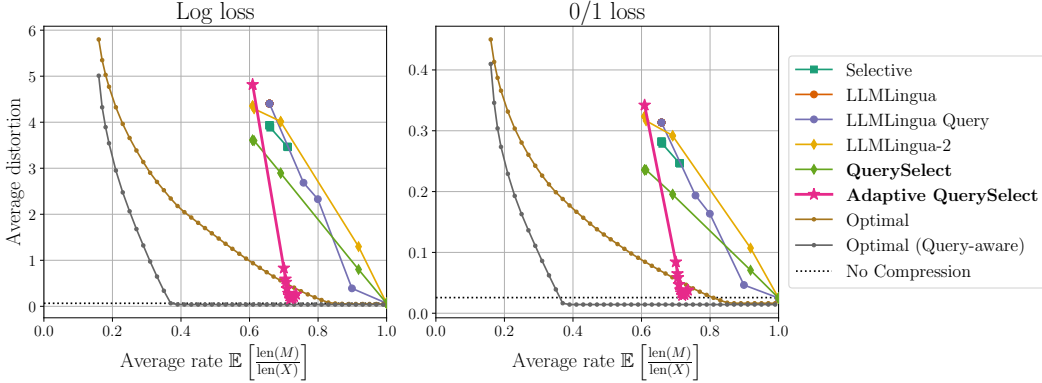 Log loss
0/1 loss
Average distortion
6
5
4
3
2
1
0
0.0 0.2 0.4 0.6 0.8 1.0
Average rate 𝔼 [len(M)/len(X)]
0.4
0.3
0.2
0.1
0.0
0.0 0.2 0.4 0.6 0.8 1.0
Average rate 𝔼 [len(M)/len(X)]
Selective
LLMLingua
LLMLingua Query
LLMLingua-2
QuerySelect
Adaptive QuerySelect
Optimal
Optimal (Query-aware)
No Compression